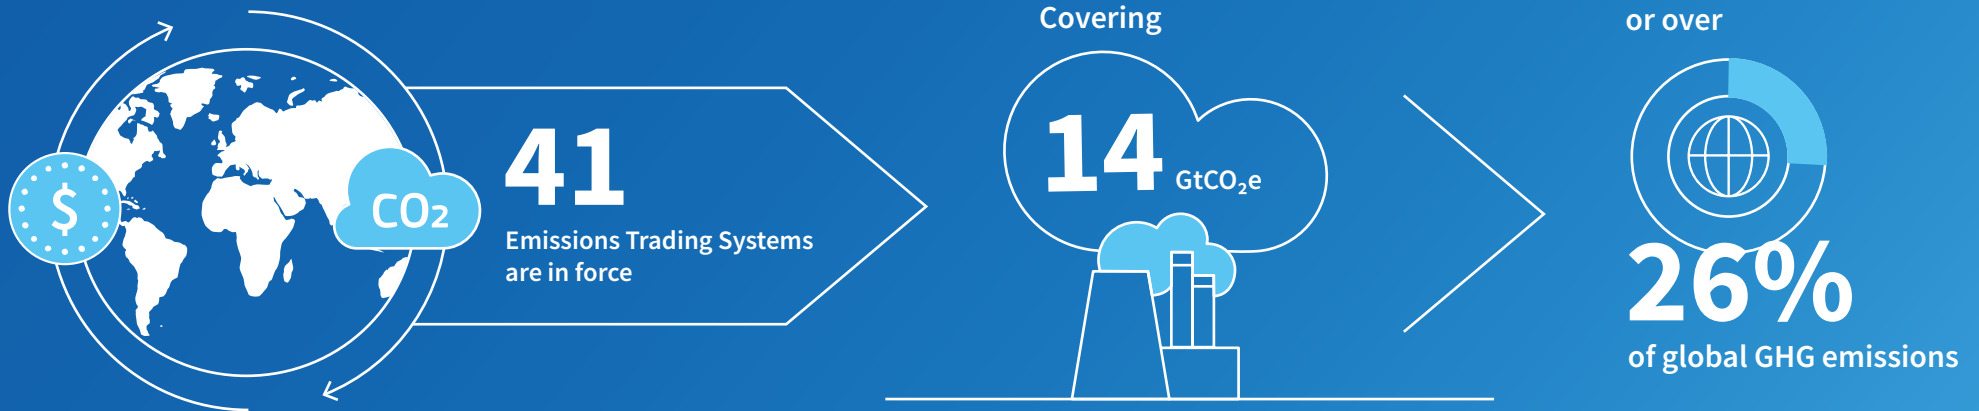 $
CO₂
41
Emissions Trading Systems
are in force
Covering
14 GtCO₂e
or over
26%
of global GHG emissions